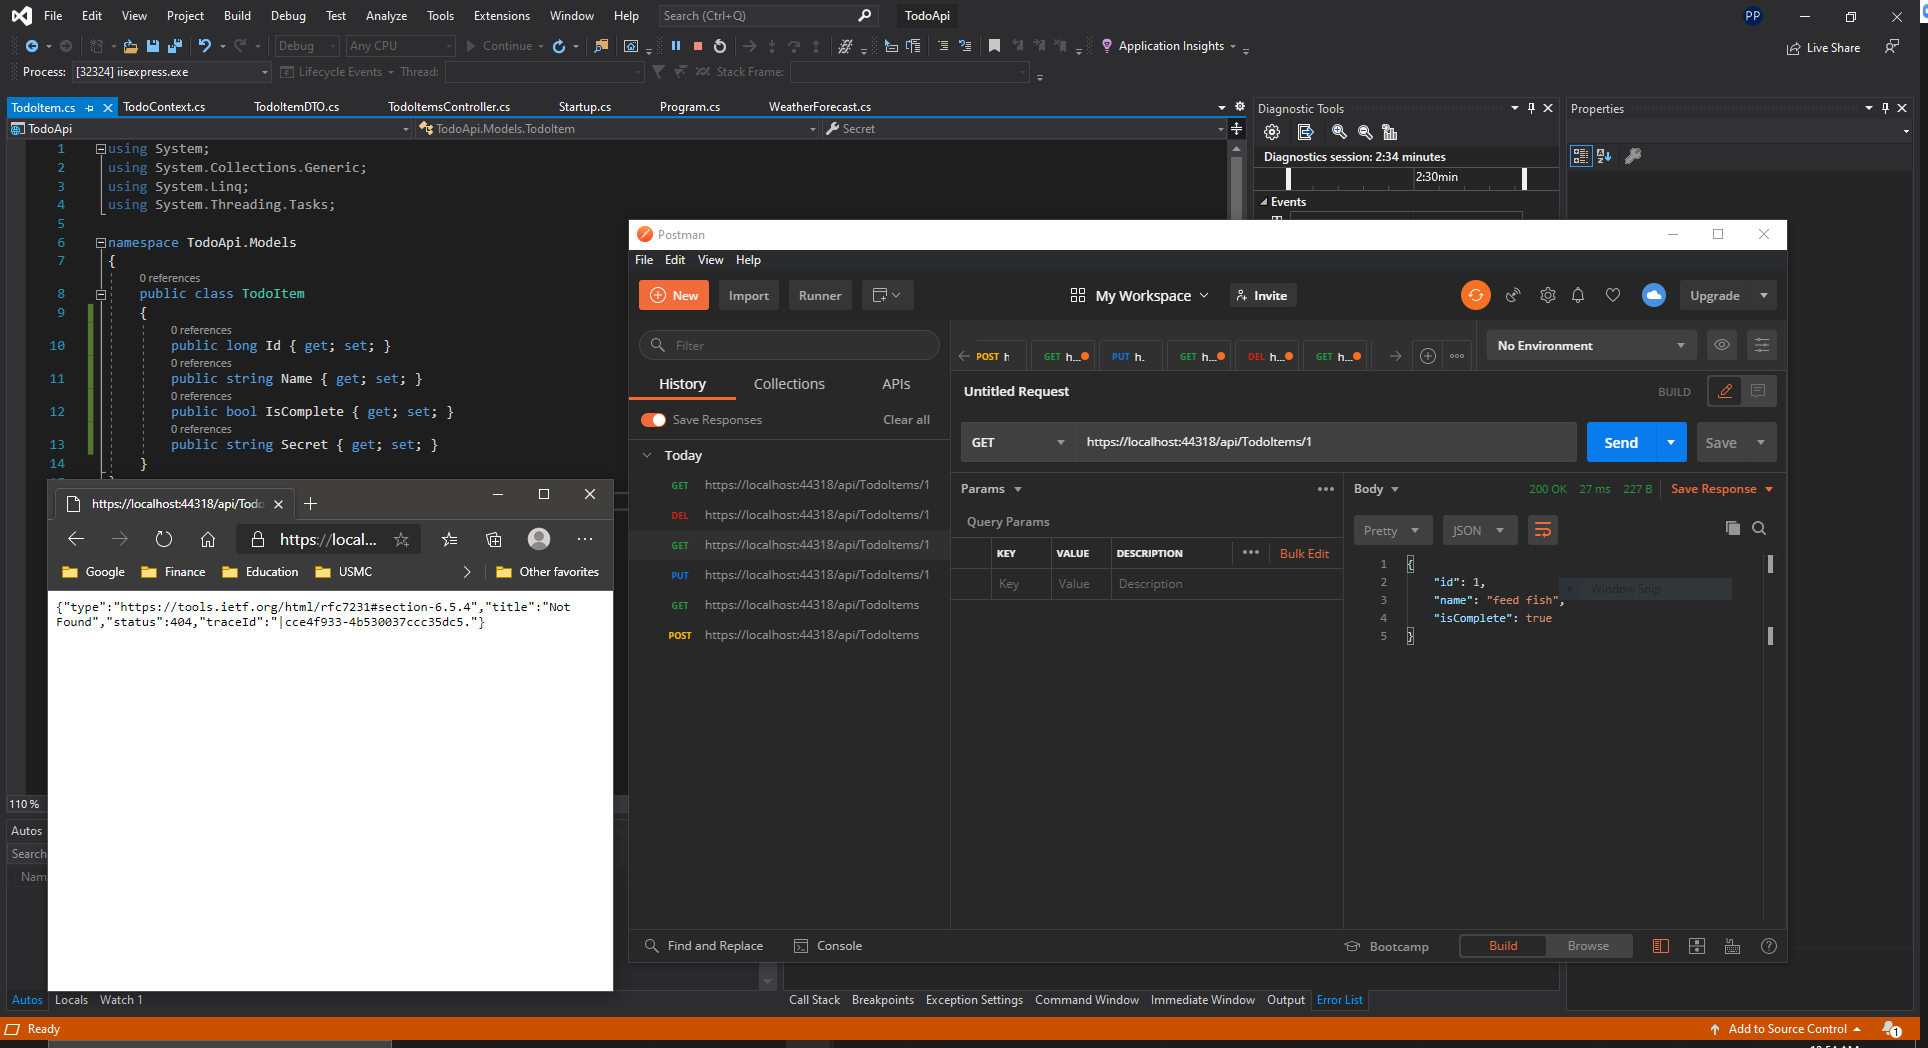 File Edit View Project Build Debug Test Analyze Tools Extensions Window Help Search (Ctrl+Q) TodoApi PP
Debug Any CPU Continue Application Insights Live Share
Process: [32324] iisexpress.exe Lifecycle Events Thread: Stack Frame:
TodoItem.cs TodoContext.cs TodoItemDTO.cs TodoItemsController.cs Startup.cs Program.cs WeatherForecast.cs
TodoApi TodoApi.Models.TodoItem Secret
1 using System;
2 using System.Collections.Generic;
3 using System.Linq;
4 using System.Threading.Tasks;
5
6 namespace TodoApi.Models
7 {
0 references
8 public class TodoItem
9 {
0 references
10 public long Id { get; set; }
0 references
11 public string Name { get; set; }
0 references
12 public bool IsComplete { get; set; }
0 references
13 public string Secret { get; set; }
14 }
110 %
Autos
Search
Nam
Autos Locals Watch 1
Diagnostic Tools
Diagnostics session: 2:34 minutes
2:30min
Events
Properties
https://localhost:44318/api/Todo
https://local...
Google Finance Education USMC Other favorites
{"type":"https://tools.ietf.org/html/rfc7231#section-6.5.4","title":"Not
Found","status":404,"traceId":"|cce4f933-4b530037ccc35dc5."}
Postman
File Edit View Help
New Import Runner My Workspace Invite Upgrade
Filter
History Collections APIs
Save Responses Clear all
Today
GET https://localhost:44318/api/TodoItems/1
DEL https://localhost:44318/api/TodoItems/1
GET https://localhost:44318/api/TodoItems/1
PUT https://localhost:44318/api/TodoItems/1
GET https://localhost:44318/api/TodoItems
POST https://localhost:44318/api/TodoItems
POST h GET h... PUT h. GET h... DEL h... GET h... No Environment
Untitled Request BUILD
GET https://localhost:44318/api/TodoItems/1 Send Save
Params
Query Params
KEY VALUE DESCRIPTION Bulk Edit
Key Value Description
Body 200 OK 27 ms 227 B Save Response
Pretty JSON
1 {
2 "id": 1,
3 "name": "feed fish",
4 "isComplete": true
5 }
Window Snip
Find and Replace Console Bootcamp Build Browse
Call Stack Breakpoints Exception Settings Command Window Immediate Window Output Error List
Ready Add to Source Control 1